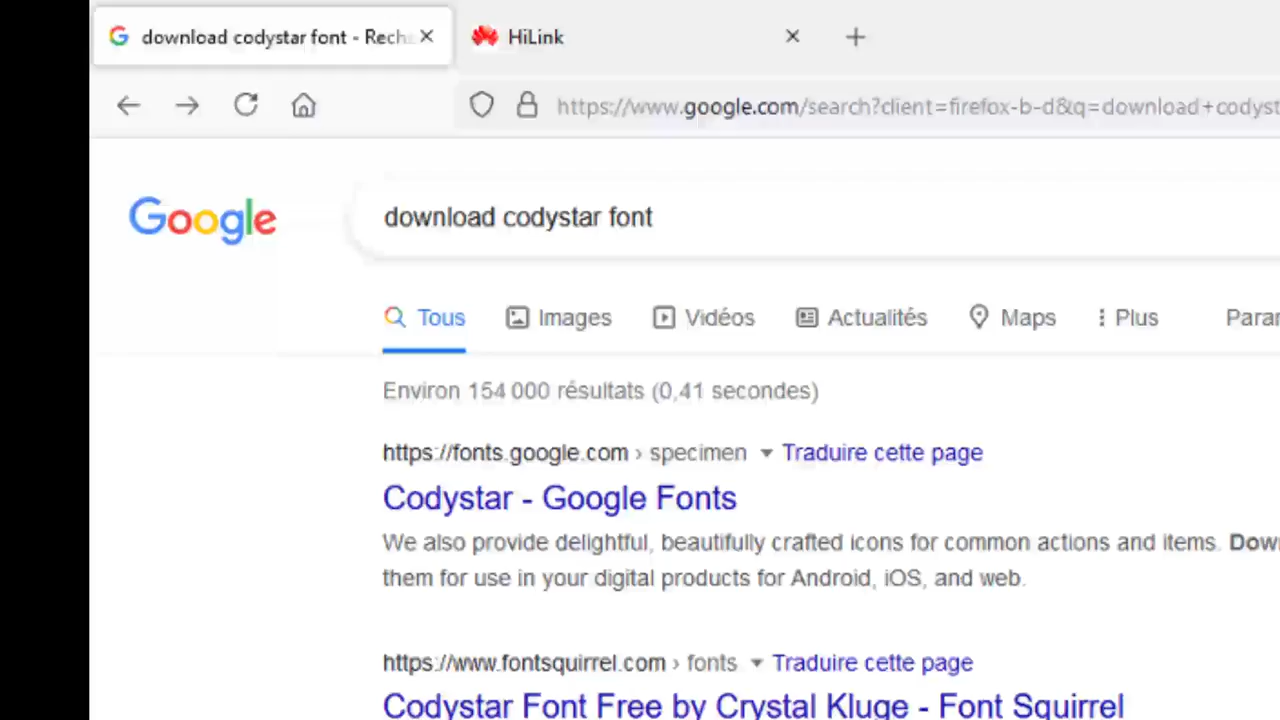 download codystar font - Rech
HiLink
https://www.google.com/search?client=firefox-b-d&q=download+codyst
Google
download codystar font
Tous Images Vidéos Actualités Maps Plus Parar
Environ 154 000 résultats (0,41 secondes)
https://fonts.google.com › specimen Traduire cette page
Codystar - Google Fonts
We also provide delightful, beautifully crafted icons for common actions and items. Dow
them for use in your digital products for Android, iOS, and web.
https://www.fontsquirrel.com › fonts Traduire cette page
Codystar Font Free by Crystal Kluge - Font Squirrel